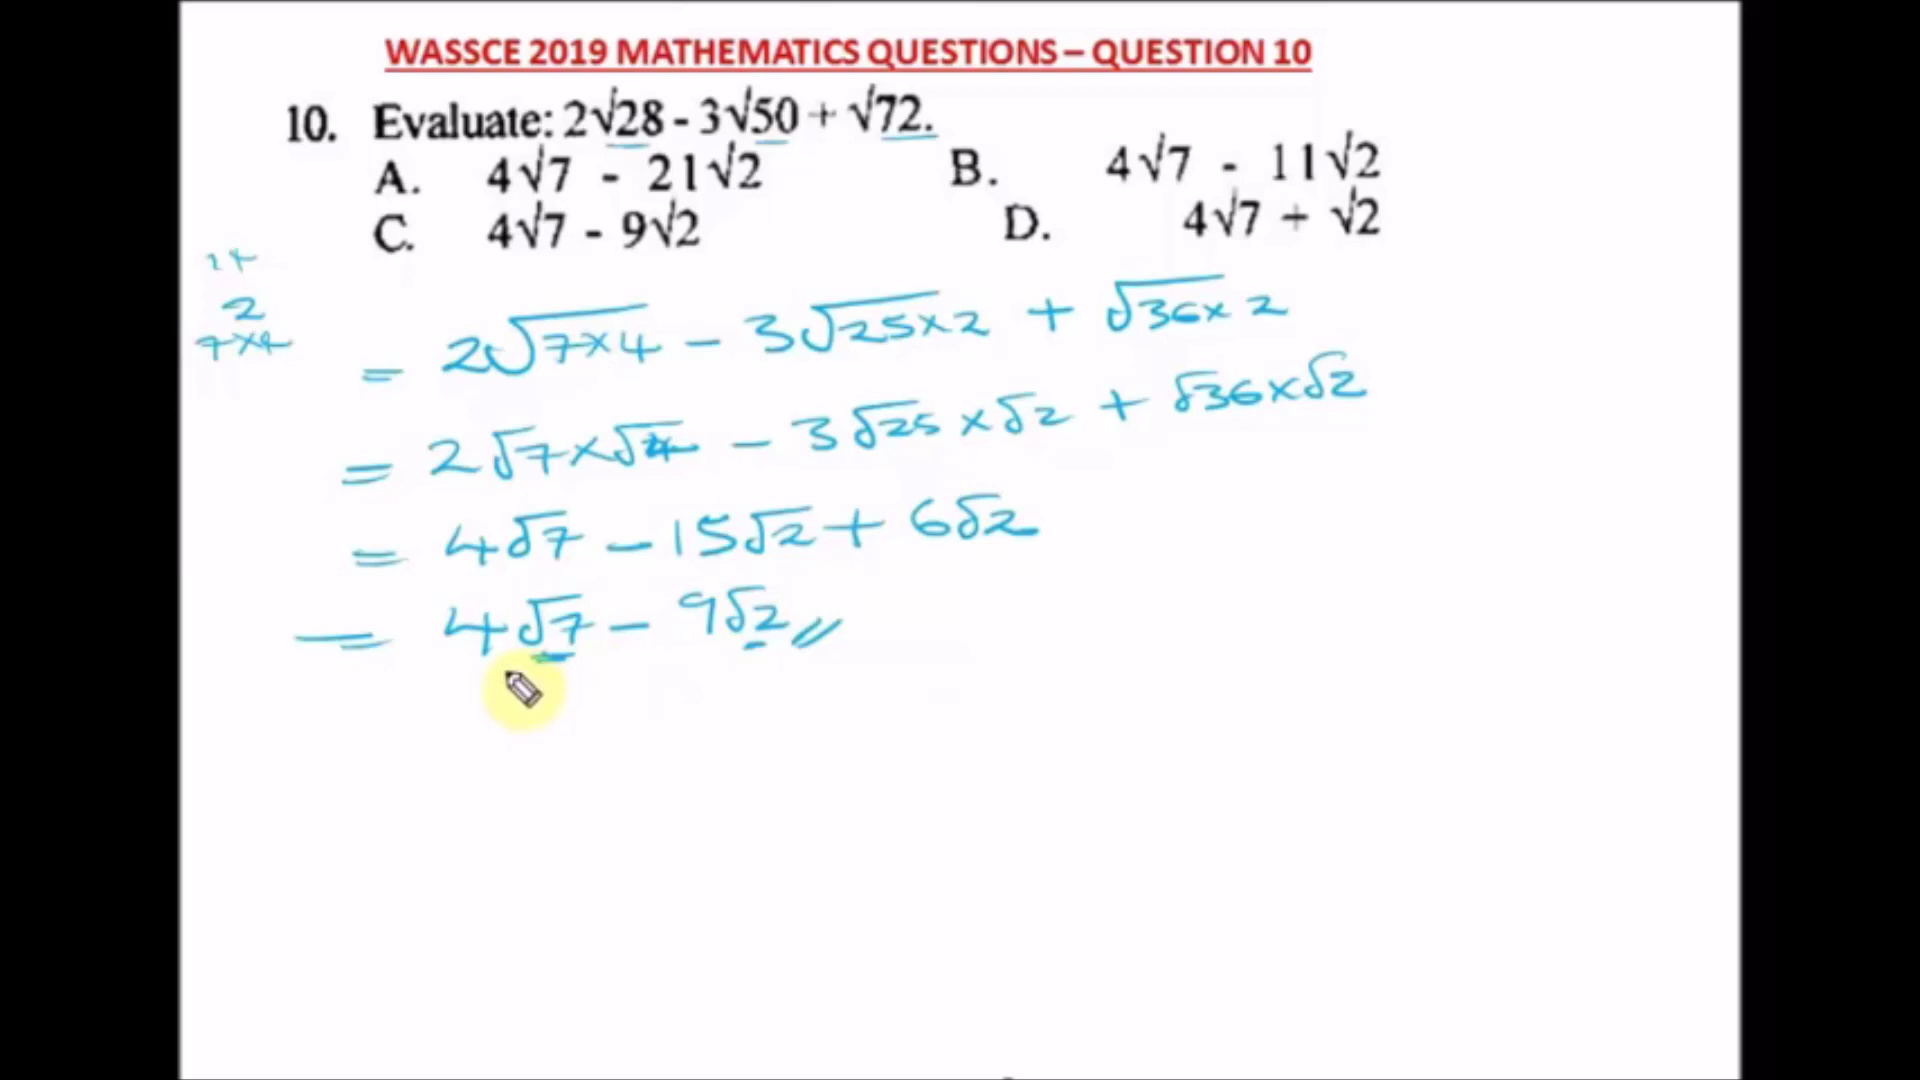 WASSCE 2019 MATHEMATICS QUESTIONS – QUESTION 10
10. Evaluate: 2√28 - 3√50 + √72.
A. 4√7 - 21√2 B. 4√7 - 11√2
C. 4√7 - 9√2 D. 4√7 + √2
2
7×4
= 2√7×4 – 3√25×2 + √36×2
= 2√7×√4 – 3√25×√2 + √36×√2
= 4√7 – 15√2 + 6√2
= 4√7 – 9√2 //